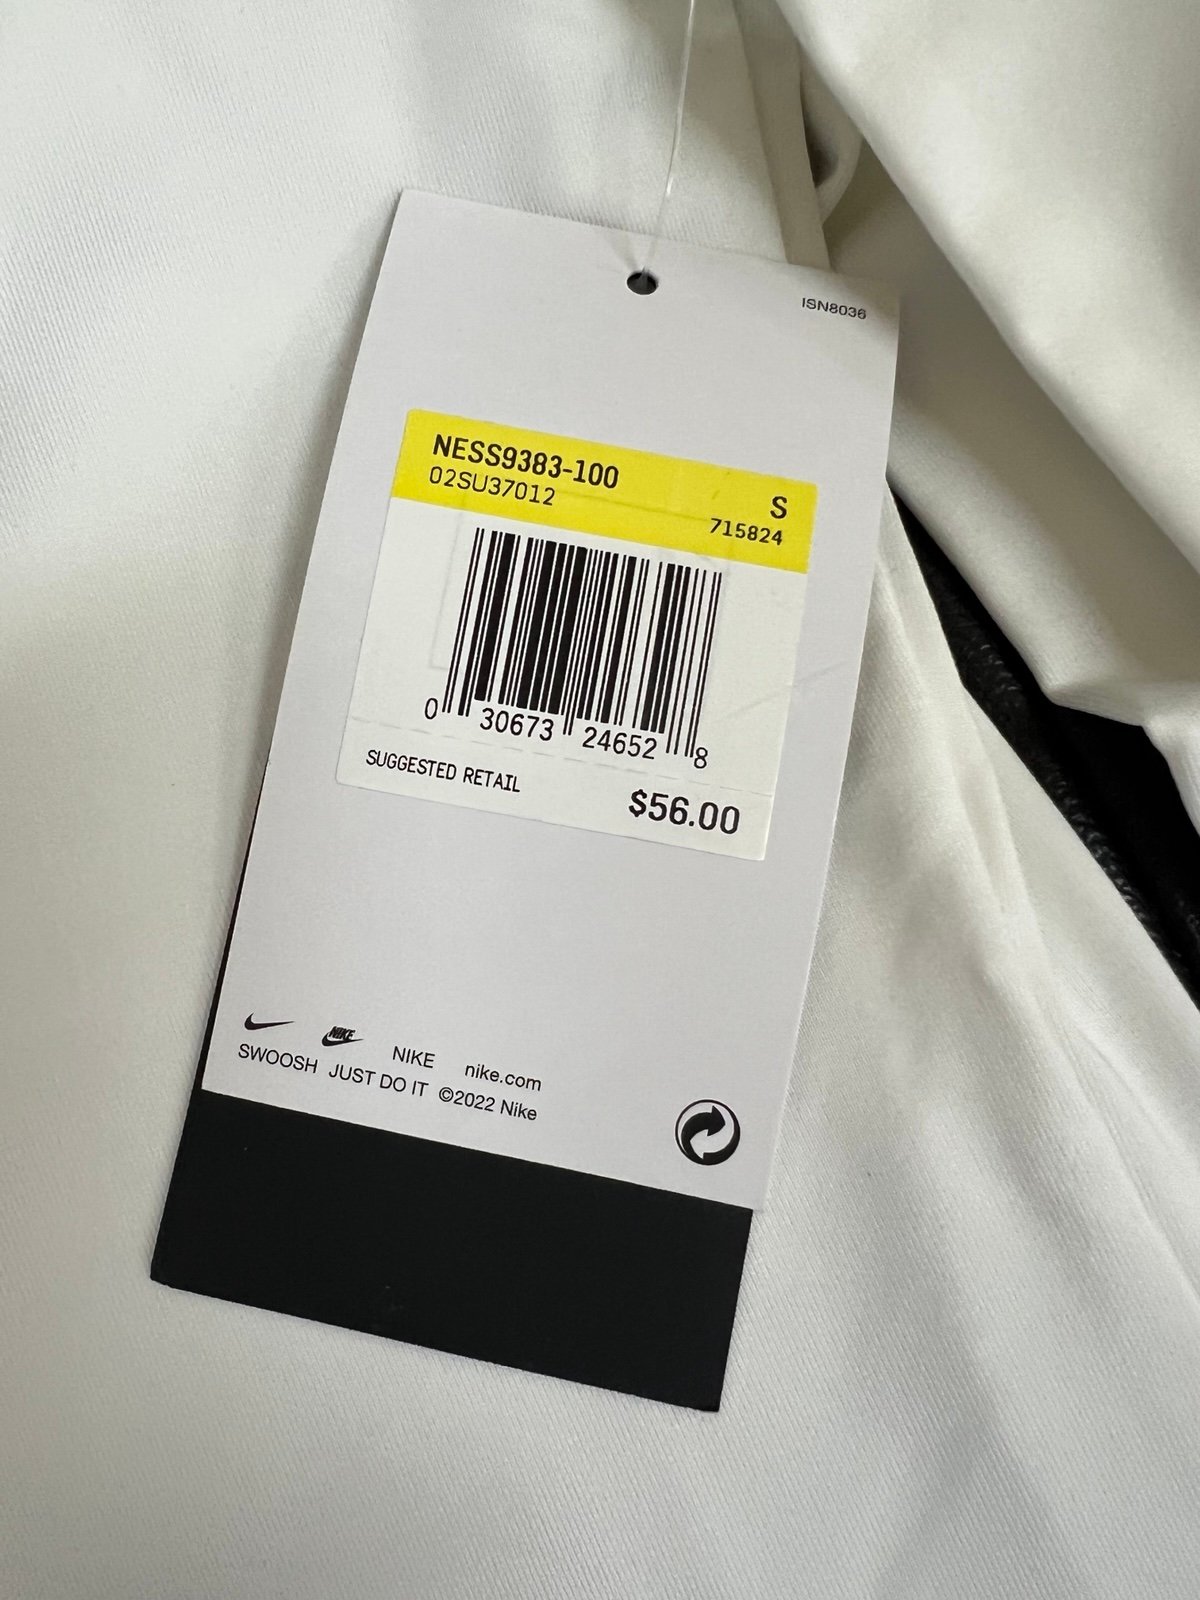 ISN8036
NESS9383-100
02SU37012
S
715824
0 30673 24652 8
SUGGESTED RETAIL
$56.00
NIKE NIKE nike.com
SWOOSH JUST DO IT ©2022 Nike